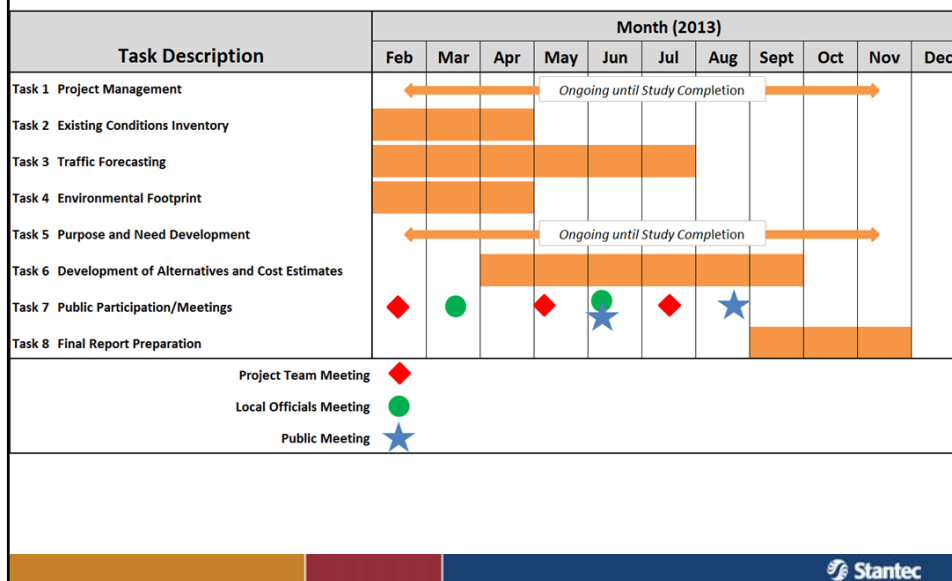 Month (2013)
Task Description
Feb Mar Apr May Jun Jul Aug Sept Oct Nov Dec
Task 1 Project Management
Ongoing until Study Completion
Task 2 Existing Conditions Inventory
Task 3 Traffic Forecasting
Task 4 Environmental Footprint
Task 5 Purpose and Need Development
Ongoing until Study Completion
Task 6 Development of Alternatives and Cost Estimates
Task 7 Public Participation/Meetings
Task 8 Final Report Preparation
Project Team Meeting
Local Officials Meeting
Public Meeting
Stantec